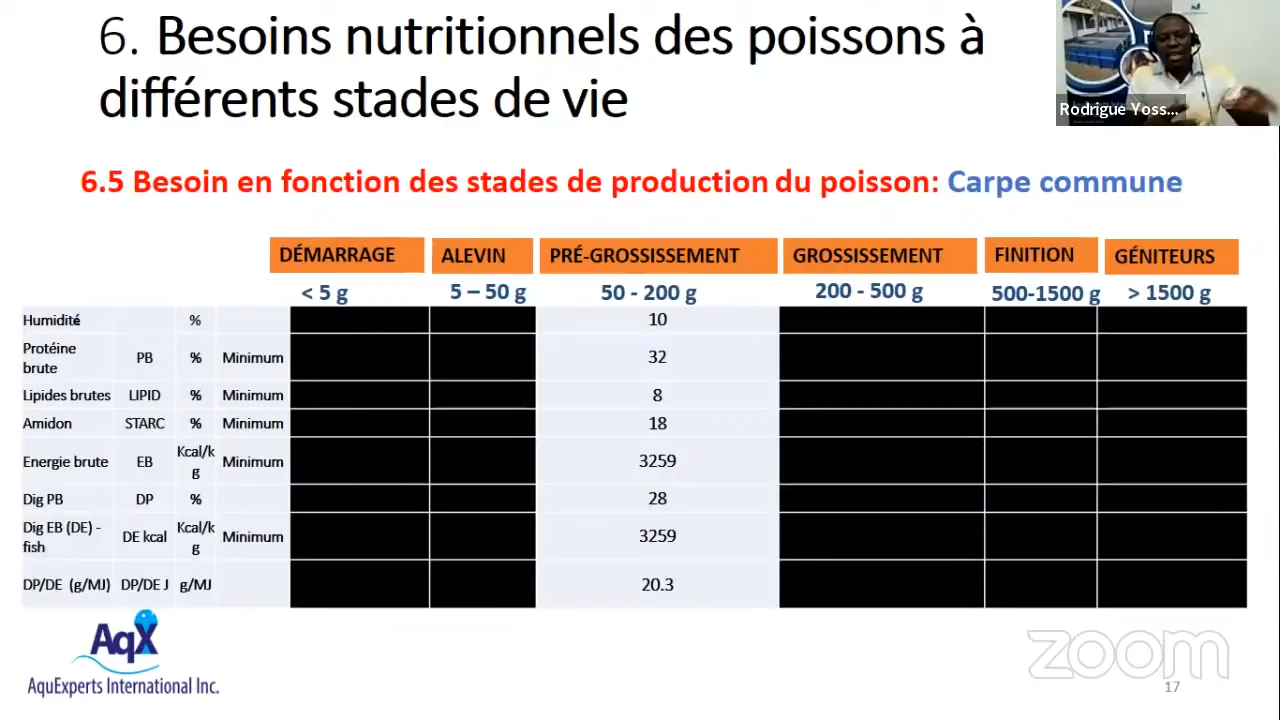 6. Besoins nutritionnels des poissons à
différents stades de vie
Rodrigue Yoss...
6.5 Besoin en fonction des stades de production du poisson: Carpe commune
DÉMARRAGE ALEVIN PRÉ-GROSSISSEMENT GROSSISSEMENT FINITION GÉNITEURS
< 5 g 5 – 50 g 50 - 200 g 200 - 500 g 500-1500 g > 1500 g
Humidité % 10
Protéine
brute PB % Minimum 32
Lipides brutes LIPID % Minimum 8
Amidon STARC % Minimum 18
Energie brute EB Kcal/k
g Minimum 3259
Dig PB DP % 28
Dig EB (DE) -
fish DE kcal Kcal/k
g Minimum 3259
DP/DE (g/MJ) DP/DE J g/MJ 20.3
AqX
AquExperts International Inc.
zoom
17